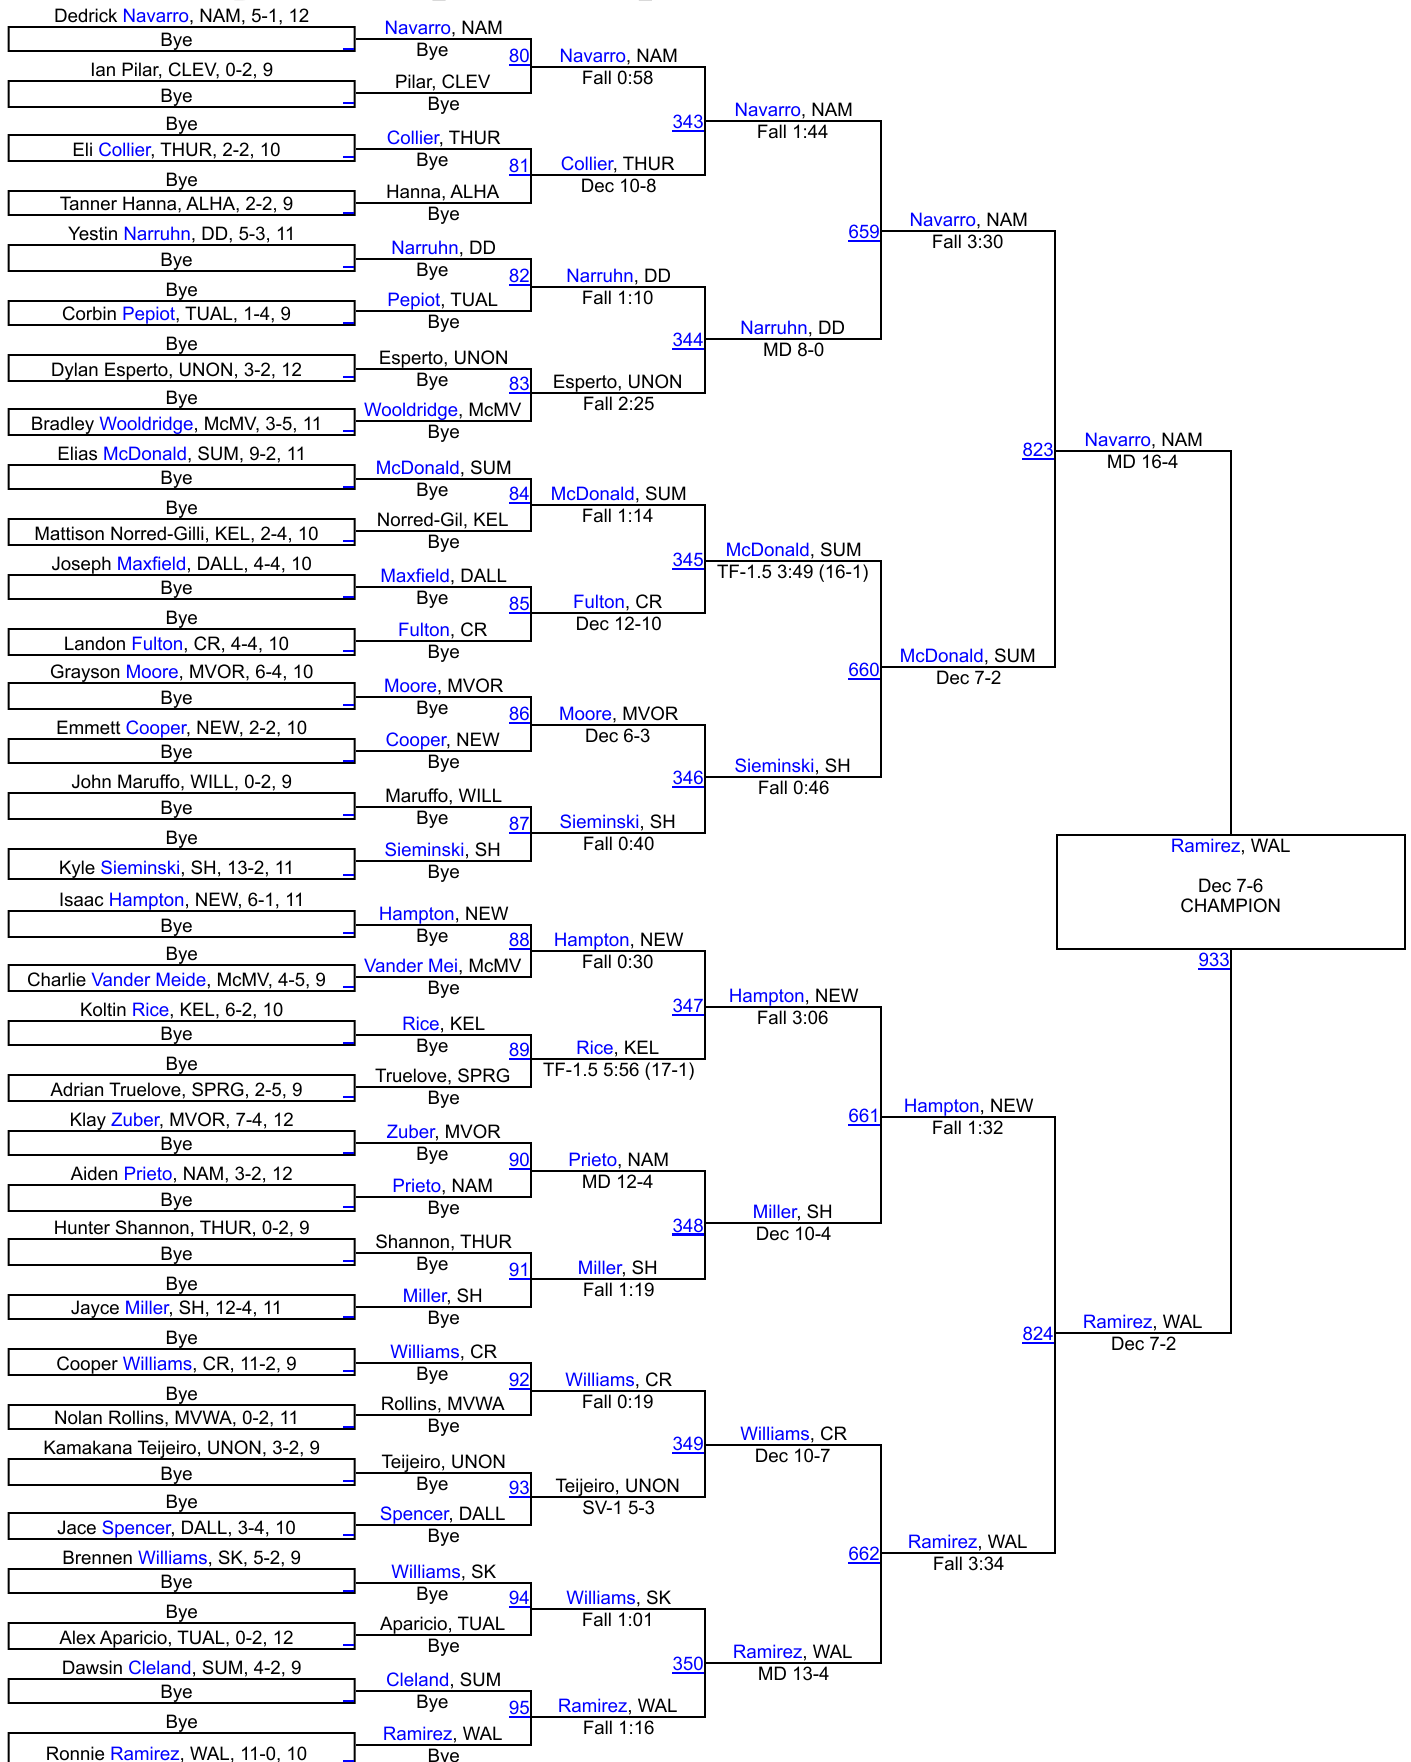 Dedrick Navarro, NAM, 5-1, 12
Bye
Ian Pilar, CLEV, 0-2, 9
Bye
Bye
Eli Collier, THUR, 2-2, 10
Bye
Tanner Hanna, ALHA, 2-2, 9
Yestin Narruhn, DD, 5-3, 11
Bye
Bye
Corbin Pepiot, TUAL, 1-4, 9
Bye
Dylan Esperto, UNON, 3-2, 12
Bye
Bradley Wooldridge, McMV, 3-5, 11
Elias McDonald, SUM, 9-2, 11
Bye
Bye
Mattison Norred-Gilli, KEL, 2-4, 10
Joseph Maxfield, DALL, 4-4, 10
Bye
Bye
Landon Fulton, CR, 4-4, 10
Grayson Moore, MVOR, 6-4, 10
Bye
Emmett Cooper, NEW, 2-2, 10
Bye
John Maruffo, WILL, 0-2, 9
Bye
Bye
Kyle Sieminski, SH, 13-2, 11
Isaac Hampton, NEW, 6-1, 11
Bye
Bye
Charlie Vander Meide, McMV, 4-5, 9
Koltin Rice, KEL, 6-2, 10
Bye
Bye
Adrian Truelove, SPRG, 2-5, 9
Klay Zuber, MVOR, 7-4, 12
Bye
Aiden Prieto, NAM, 3-2, 12
Bye
Hunter Shannon, THUR, 0-2, 9
Bye
Bye
Jayce Miller, SH, 12-4, 11
Bye
Cooper Williams, CR, 11-2, 9
Bye
Nolan Rollins, MVWA, 0-2, 11
Kamakana Teijeiro, UNON, 3-2, 9
Bye
Bye
Jace Spencer, DALL, 3-4, 10
Brennen Williams, SK, 5-2, 9
Bye
Bye
Alex Aparicio, TUAL, 0-2, 12
Dawsin Cleland, SUM, 4-2, 9
Bye
Bye
Ronnie Ramirez, WAL, 11-0, 10
Navarro, NAM
Bye
80
Pilar, CLEV
Bye
Collier, THUR
Bye
81
Hanna, ALHA
Bye
Narruhn, DD
Bye
82
Pepiot, TUAL
Bye
Esperto, UNON
Bye
83
Wooldridge, McMV
Bye
McDonald, SUM
Bye
84
Norred-Gil, KEL
Bye
Maxfield, DALL
Bye
85
Fulton, CR
Bye
Moore, MVOR
Bye
86
Cooper, NEW
Bye
Maruffo, WILL
Bye
87
Sieminski, SH
Bye
Hampton, NEW
Bye
88
Vander Mei, McMV
Bye
Rice, KEL
Bye
89
Truelove, SPRG
Bye
Zuber, MVOR
Bye
90
Prieto, NAM
Bye
Shannon, THUR
Bye
91
Miller, SH
Bye
Williams, CR
Bye
92
Rollins, MVWA
Bye
Teijeiro, UNON
Bye
93
Spencer, DALL
Bye
Williams, SK
Bye
94
Aparicio, TUAL
Bye
Cleland, SUM
Bye
95
Ramirez, WAL
Bye
Navarro, NAM
Fall 0:58
343
Collier, THUR
Dec 10-8
Narruhn, DD
Fall 1:10
344
Esperto, UNON
Fall 2:25
McDonald, SUM
Fall 1:14
345
Fulton, CR
Dec 12-10
Moore, MVOR
Dec 6-3
346
Sieminski, SH
Fall 0:40
Hampton, NEW
Fall 0:30
347
Rice, KEL
TF-1.5 5:56 (17-1)
Prieto, NAM
MD 12-4
348
Miller, SH
Fall 1:19
Williams, CR
Fall 0:19
349
Teijeiro, UNON
SV-1 5-3
Williams, SK
Fall 1:01
350
Ramirez, WAL
Fall 1:16
Navarro, NAM
Fall 1:44
659
Narruhn, DD
MD 8-0
McDonald, SUM
TF-1.5 3:49 (16-1)
660
Sieminski, SH
Fall 0:46
Hampton, NEW
Fall 3:06
661
Miller, SH
Dec 10-4
Williams, CR
Dec 10-7
662
Ramirez, WAL
MD 13-4
Navarro, NAM
Fall 3:30
823
McDonald, SUM
Dec 7-2
Hampton, NEW
Fall 1:32
824
Ramirez, WAL
Fall 3:34
Navarro, NAM
MD 16-4
Ramirez, WAL
Dec 7-6
CHAMPION
933
Ramirez, WAL
Dec 7-2